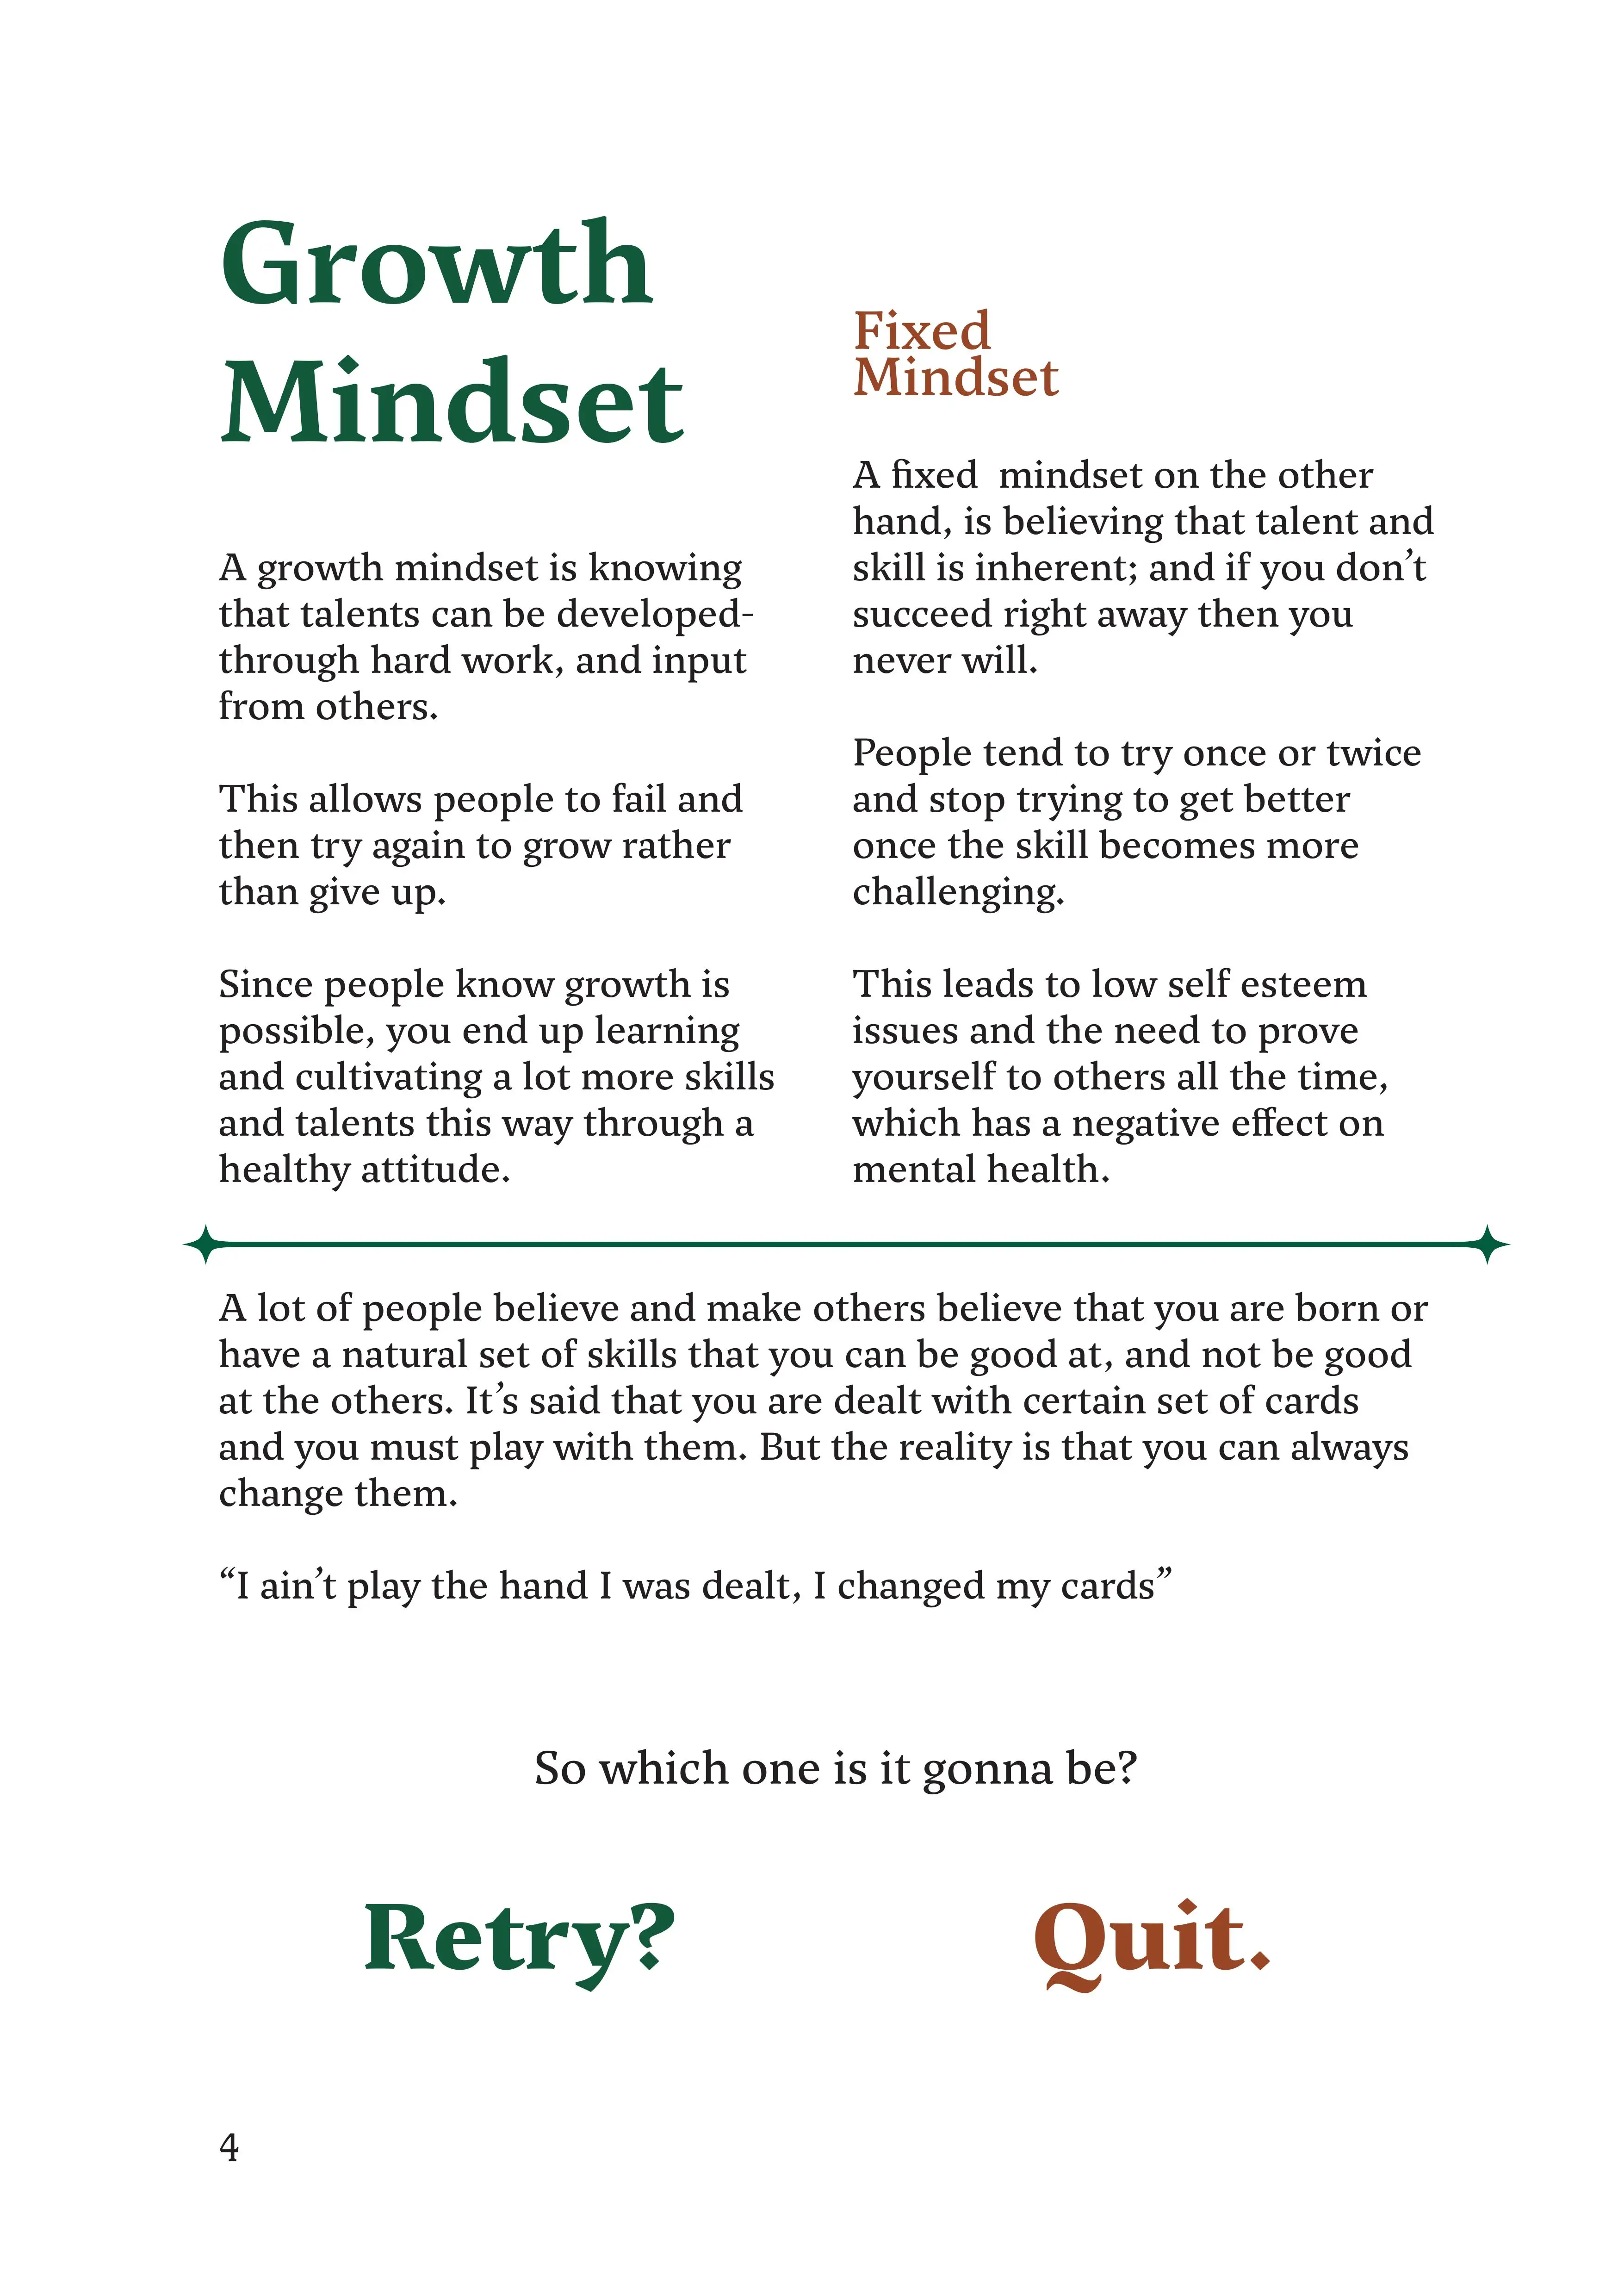 Growth
Mindset
A growth mindset is knowing
that talents can be developed-
through hard work, and input
from others.
This allows people to fail and
then try again to grow rather
than give up.
Since people know growth is
possible, you end up learning
and cultivating a lot more skills
and talents this way through a
healthy attitude.
Fixed
Mindset
A fixed  mindset on the other
hand, is believing that talent and
skill is inherent; and if you don’t
succeed right away then you
never will.
People tend to try once or twice
and stop trying to get better
once the skill becomes more
challenging.
This leads to low self esteem
issues and the need to prove
yourself to others all the time,
which has a negative effect on
mental health.
A lot of people believe and make others believe that you are born or
have a natural set of skills that you can be good at, and not be good
at the others. It’s said that you are dealt with certain set of cards
and you must play with them. But the reality is that you can always
change them.
“I ain’t play the hand I was dealt, I changed my cards”
So which one is it gonna be?
Retry?
Quit.
4